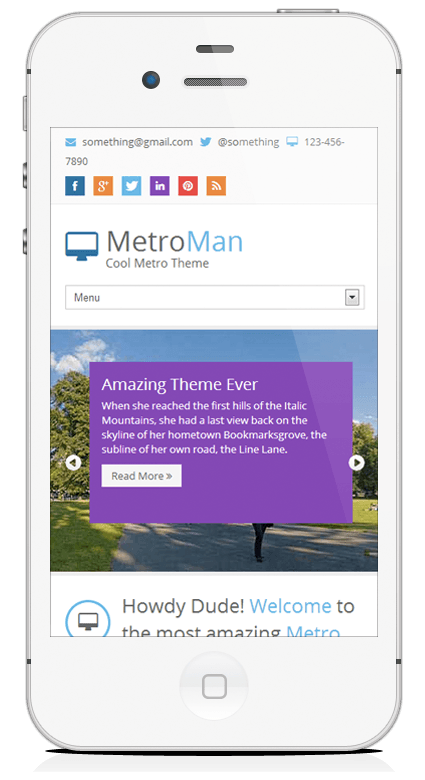 something@gmail.com @something 123-456-
7890
MetroMan
Cool Metro Theme
Menu
Amazing Theme Ever
When she reached the first hills of the Italic
Mountains, she had a last view back on the
skyline of her hometown Bookmarksgrove, the
subline of her own road, the Line Lane.
Read More »
Howdy Dude! Welcome to
the most amazing Metro